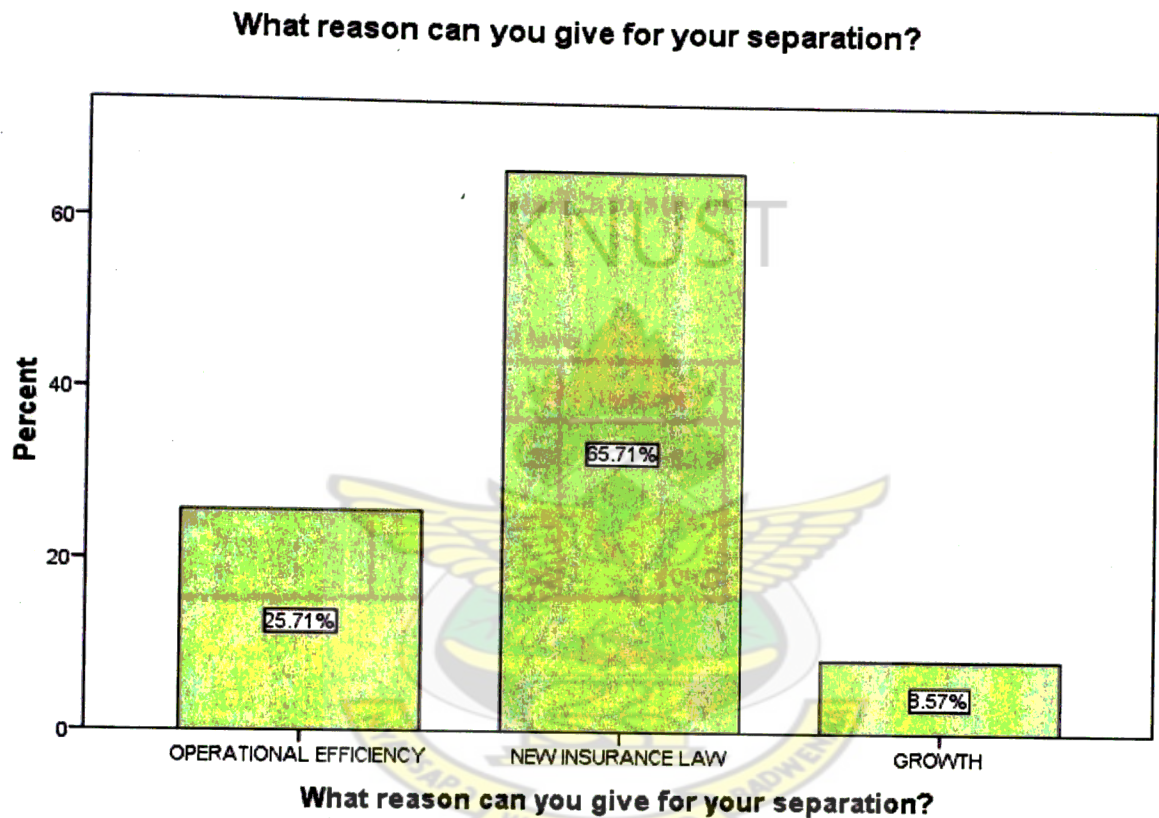 What reason can you give for your separation?
KNUST
60
40
20
0
Percent
65.71%
25.71%
8.57%
OPERATIONAL EFFICIENCY
NEW INSURANCE LAW
GROWTH
What reason can you give for your separation?